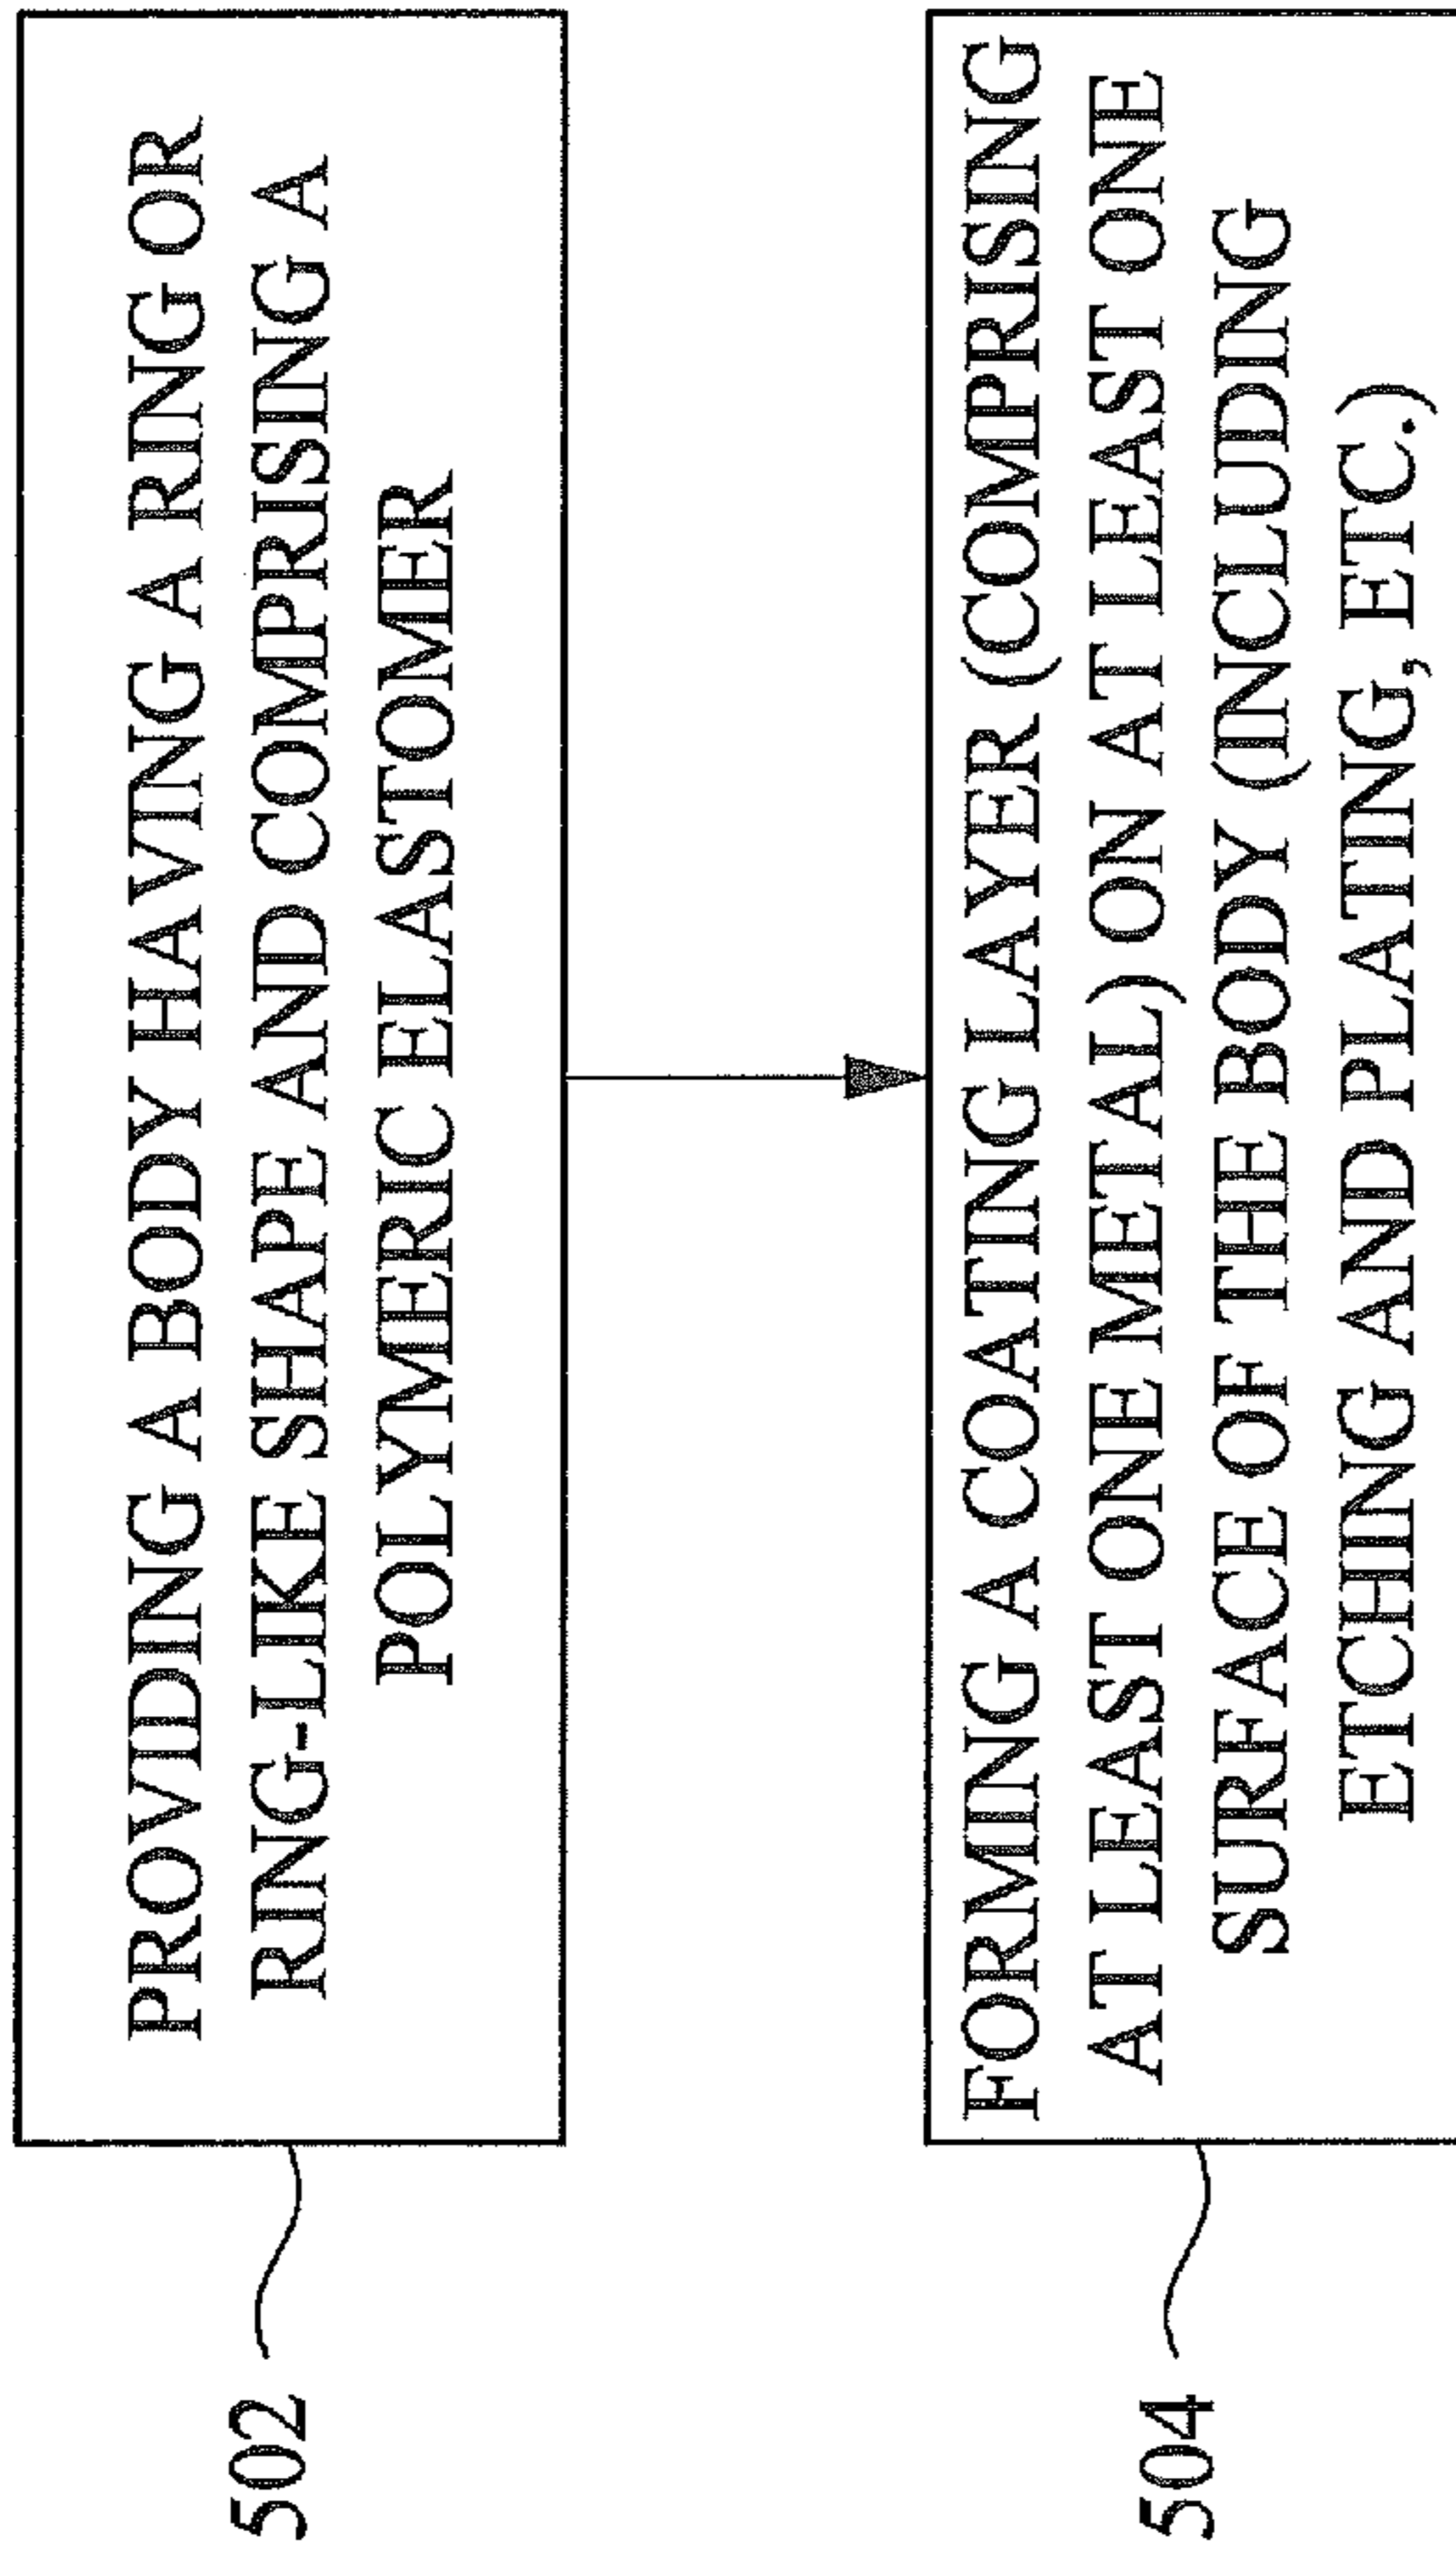 502
PROVIDING A BODY HAVING A RING OR
RING-LIKE SHAPE AND COMPRISING A
POLYMERIC ELASTOMER
504
FORMING A COATING LAYER (COMPRISING
AT LEAST ONE METAL) ON AT LEAST ONE
SURFACE OF THE BODY (INCLUDING
ETCHING AND PLATING, ETC.)